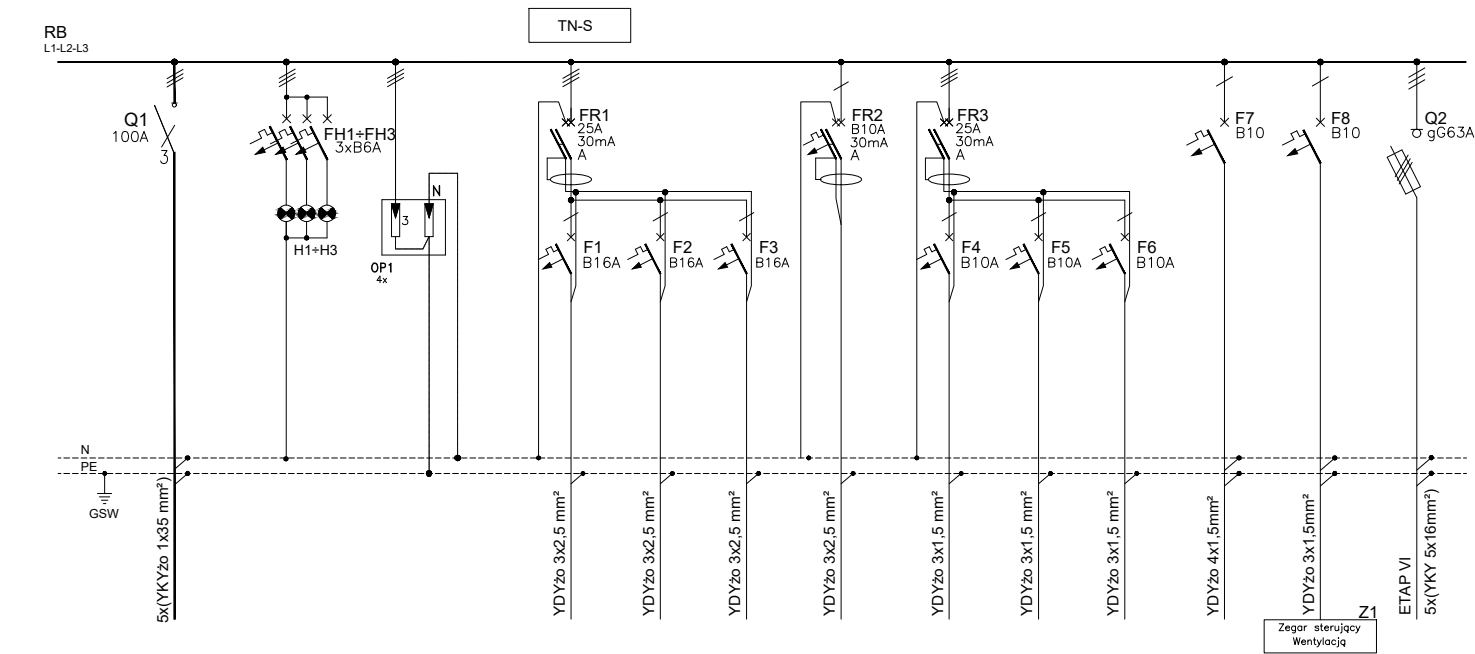 TN-S
RB
L1-L2-L3
Q1
100A
3
FH1÷FH3
3xB6A
H1÷H3
N
3
OP1
4x
FR1
25A
30mA
A
F1
B16A
F2
B16A
F3
B16A
FR2
B10A
30mA
A
FR3
25A
30mA
A
F4
B10A
F5
B10A
F6
B10A
F7
B10
F8
B10
Q2
gG63A
N
PE
GSW
5x(YKYżo 1x35 mm²)
YDYżo 3x2,5 mm²
YDYżo 3x2,5 mm²
YDYżo 3x2,5 mm²
YDYżo 3x2,5 mm²
YDYżo 3x1,5 mm²
YDYżo 3x1,5 mm²
YDYżo 3x1,5 mm²
YDYżo 4x1,5mm²
YDYżo 3x1,5mm²
ETAP VI
5x(YKY 5x16mm²)
Z1
Zegar sterujący
Wentylacją